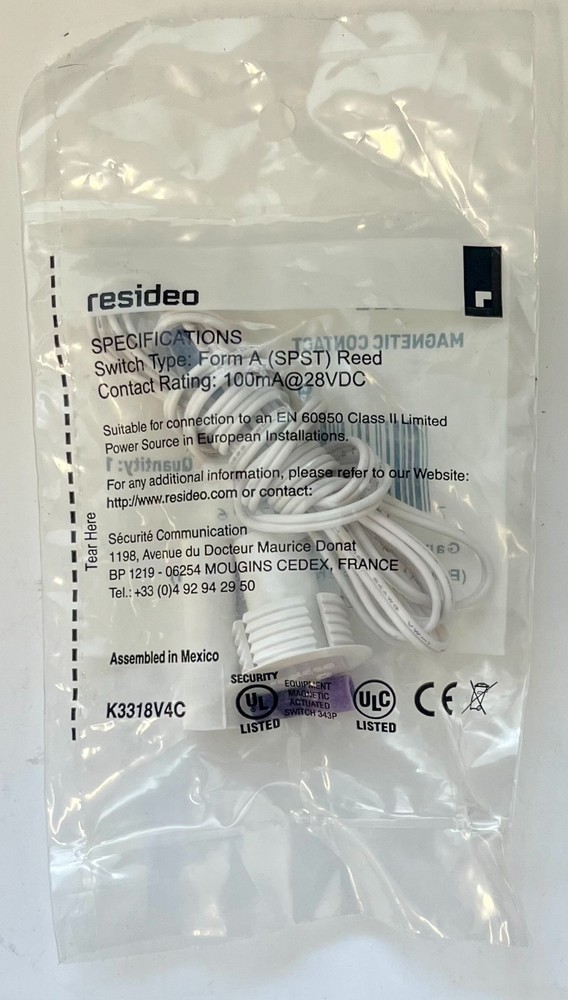 resideo
SPECIFICATIONS
Switch Type: Form A (SPST) Reed
Contact Rating: 100mA@28VDC
MAGNETIC CONTACT
Suitable for connection to an EN 60950 Class II Limited
Power Source in European Installations.
Quantity: 1
For any additional information, please refer to our Website:
http://www.resideo.com or contact:
Tear Here
Sécurité Communication
1198, Avenue du Docteur Maurice Donat
BP 1219 - 06254 MOUGINS CEDEX, FRANCE
Tel.: +33 (0)4 92 94 29 50
Assembled in Mexico
K3318V4C
SECURITY
UL
LISTED
EQUIPMENT
MAGNETIC
ACTUATED
SWITCH 343P
ULC
LISTED
CE